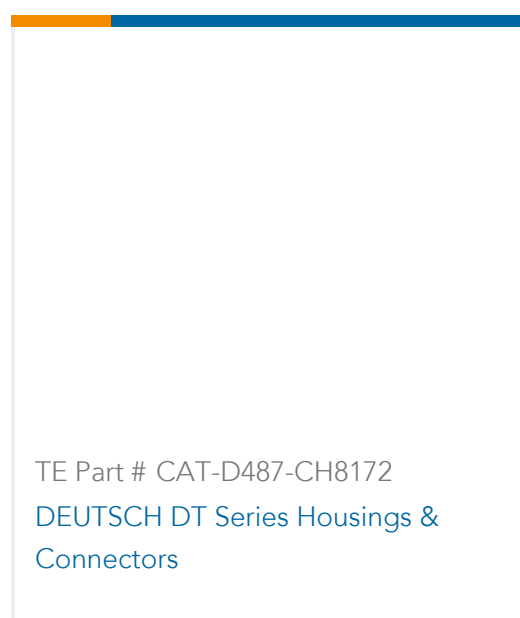 TE Part # CAT-D487-CH8172
DEUTSCH DT Series Housings &
Connectors